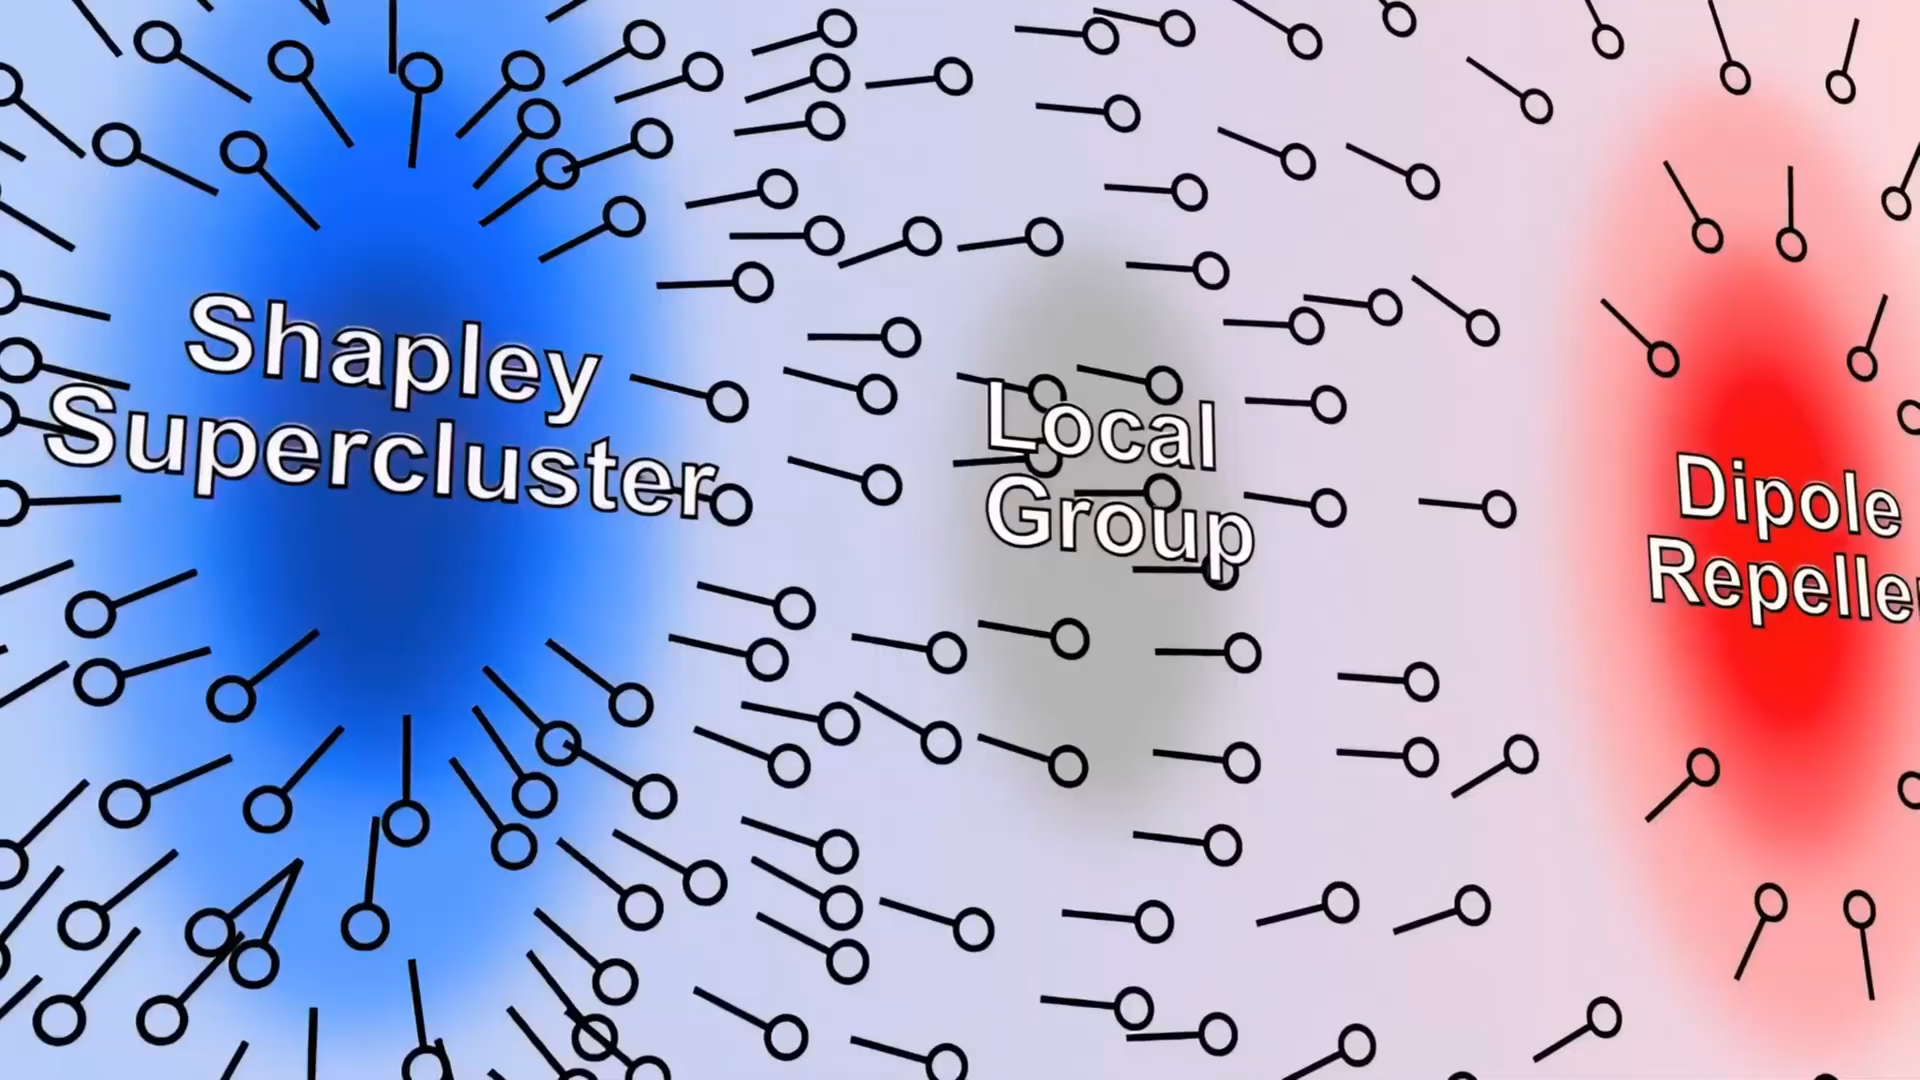 Shapley
Supercluster
Local
Group
Dipole
Repeller